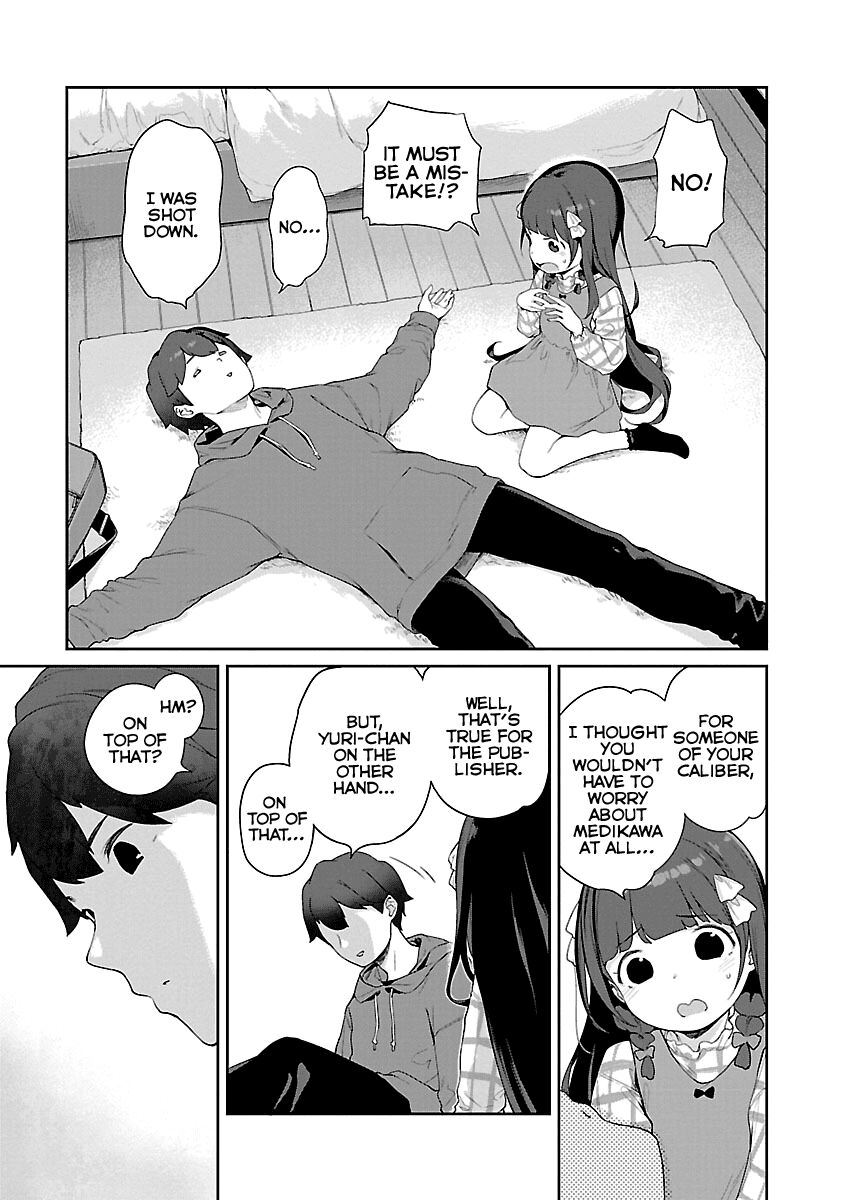 NO!
IT MUST
BE A MIS-
TAKE!?
NO...
I WAS
SHOT
DOWN.
FOR
SOMEONE
OF YOUR
CALIBER,
I THOUGHT
YOU
WOULDN'T
HAVE TO
WORRY
ABOUT
MEDIKAWA
AT ALL...
WELL,
THAT'S
TRUE FOR
THE PUB-
LISHER.
BUT,
YURI-CHAN
ON THE
OTHER
HAND...
ON
TOP OF
THAT...
HM?
ON
TOP OF
THAT?